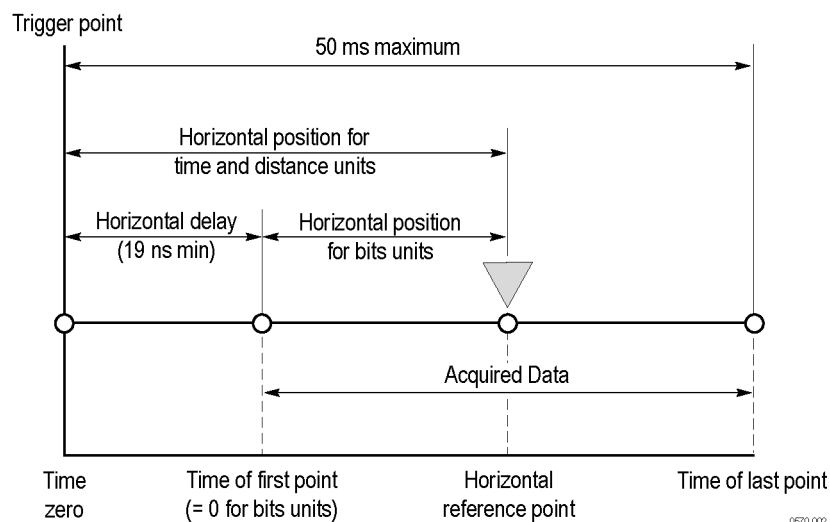 Trigger point
50 ms maximum
Horizontal position for
time and distance units
Horizontal delay
(19 ns min)
Horizontal position
for bits units
Acquired Data
Time
zero
Time of first point
(= 0 for bits units)
Horizontal
reference point
Time of last point